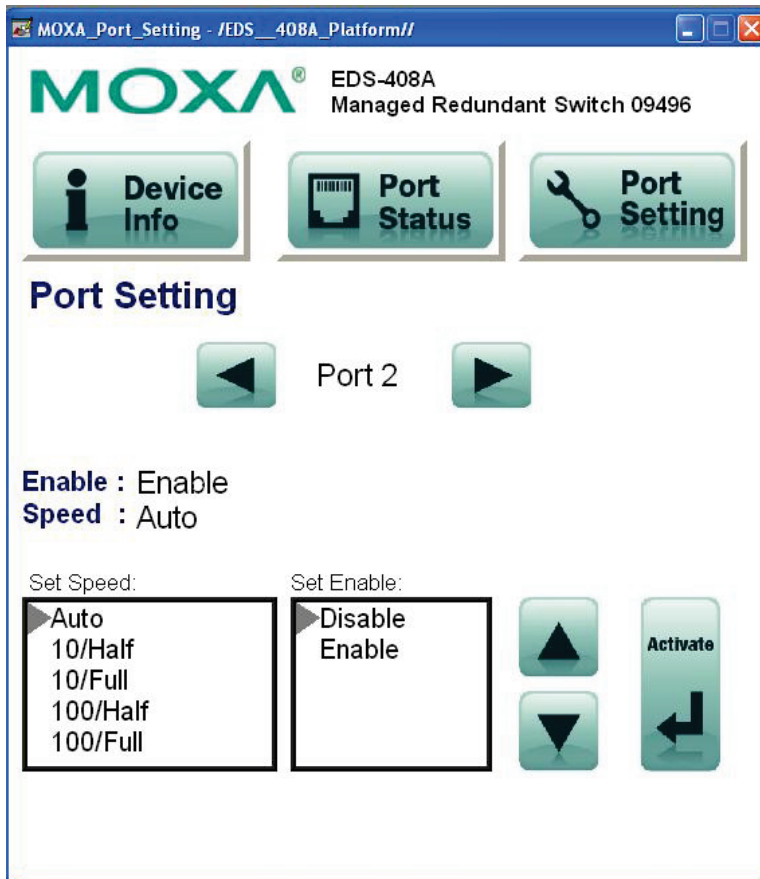 MOXA_Port_Setting - /EDS__408A_Platform//
MOXA®
EDS-408A
Managed Redundant Switch 09496
Device
Info
Port
Status
Port
Setting
Port Setting
Port 2
Enable : Enable
Speed : Auto
Set Speed:
Auto
10/Half
10/Full
100/Half
100/Full
Set Enable:
Disable
Enable
Activate